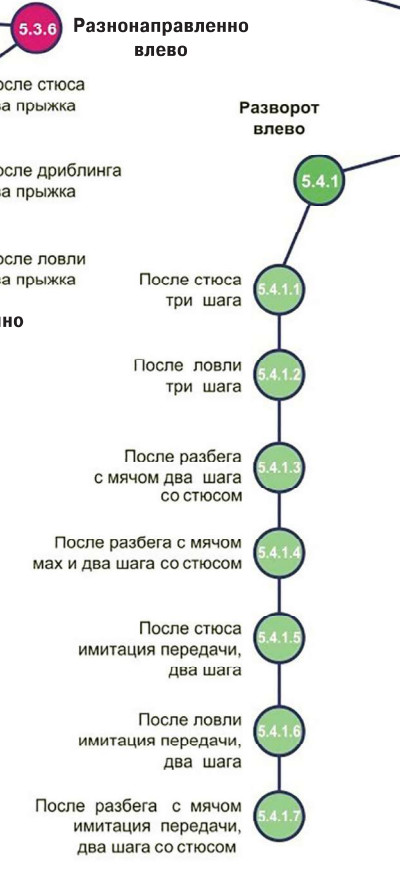 5.3.6
Разнонаправленно
влево
осле стюса
ва прыжка
осле дриблинга
ва прыжка
осле ловли
ва прыжка
но
Разворот
влево
5.4.1
После стюса
три шага
5.4.1.1
После ловли
три шага
5.4.1.2
После разбега
с мячом два шага
со стюсом
5.4.1.3
После разбега с мячом
мах и два шага со стюсом
5.4.1.4
После стюса
имитация передачи,
два шага
5.4.1.5
После ловли
имитация передачи,
два шага
5.4.1.6
После разбега с мячом
имитация передачи,
два шага со стюсом
5.4.1.7